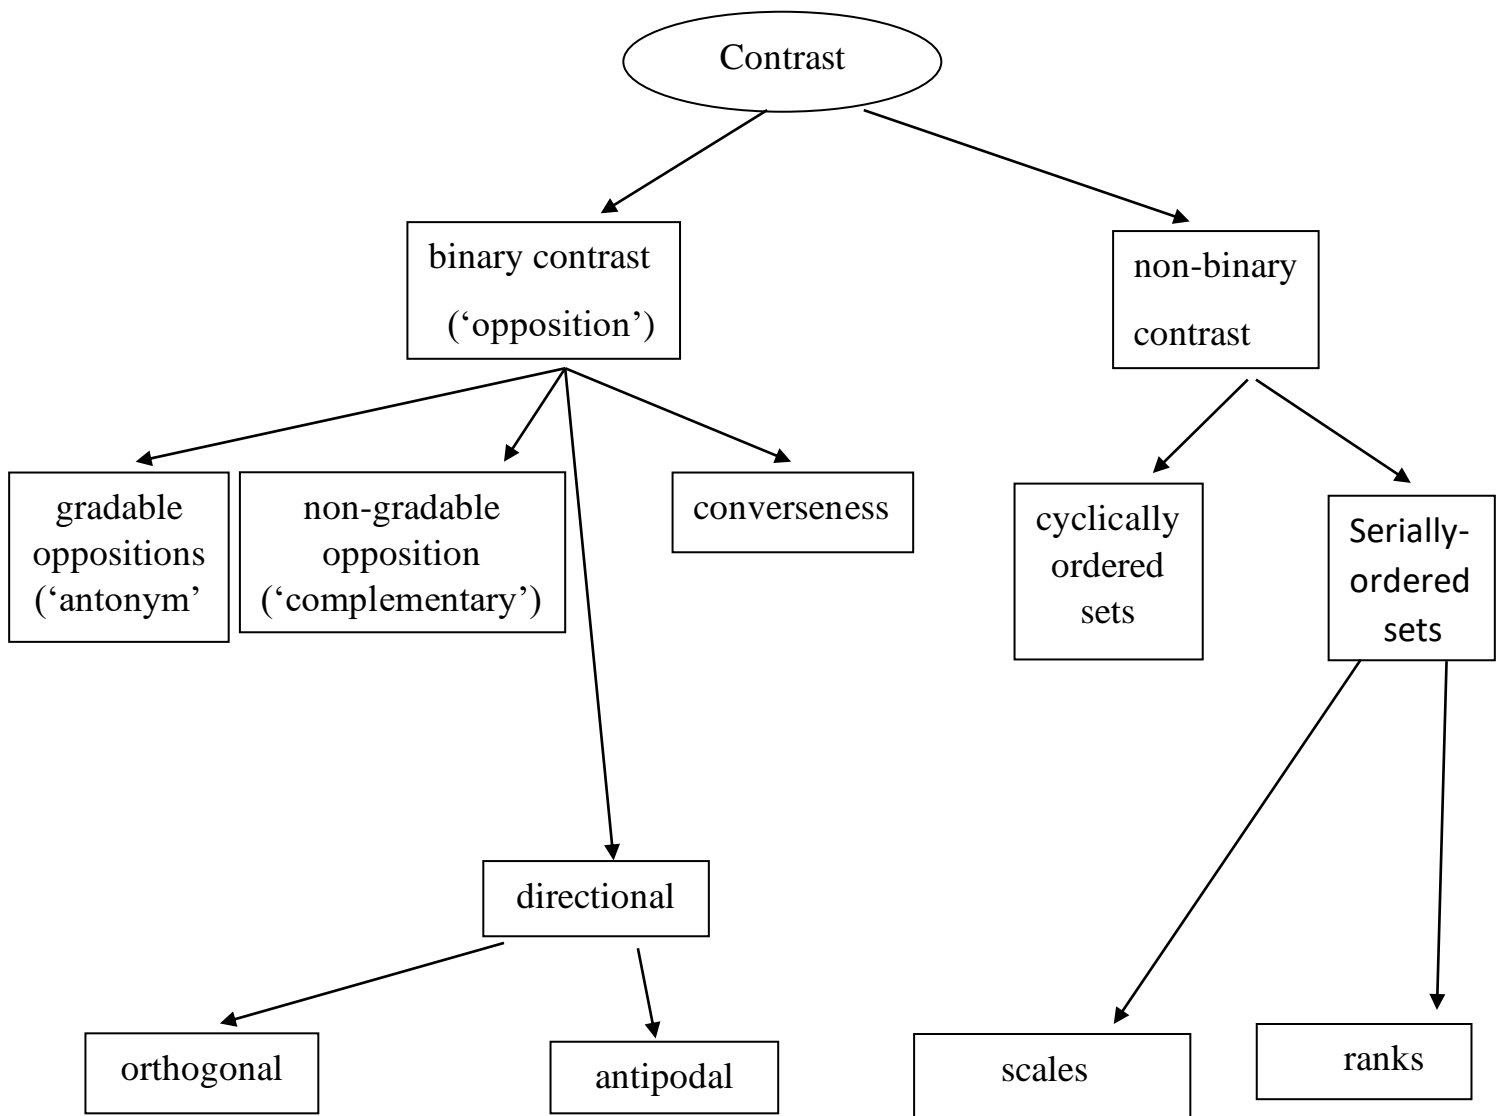 Contrast
binary contrast
(‘opposition’)
non-binary
contrast
gradable
oppositions
(‘antonym’
non-gradable
opposition
(‘complementary’)
converseness
cyclically
ordered
sets
Serially-
ordered
sets
directional
orthogonal
antipodal
scales
ranks